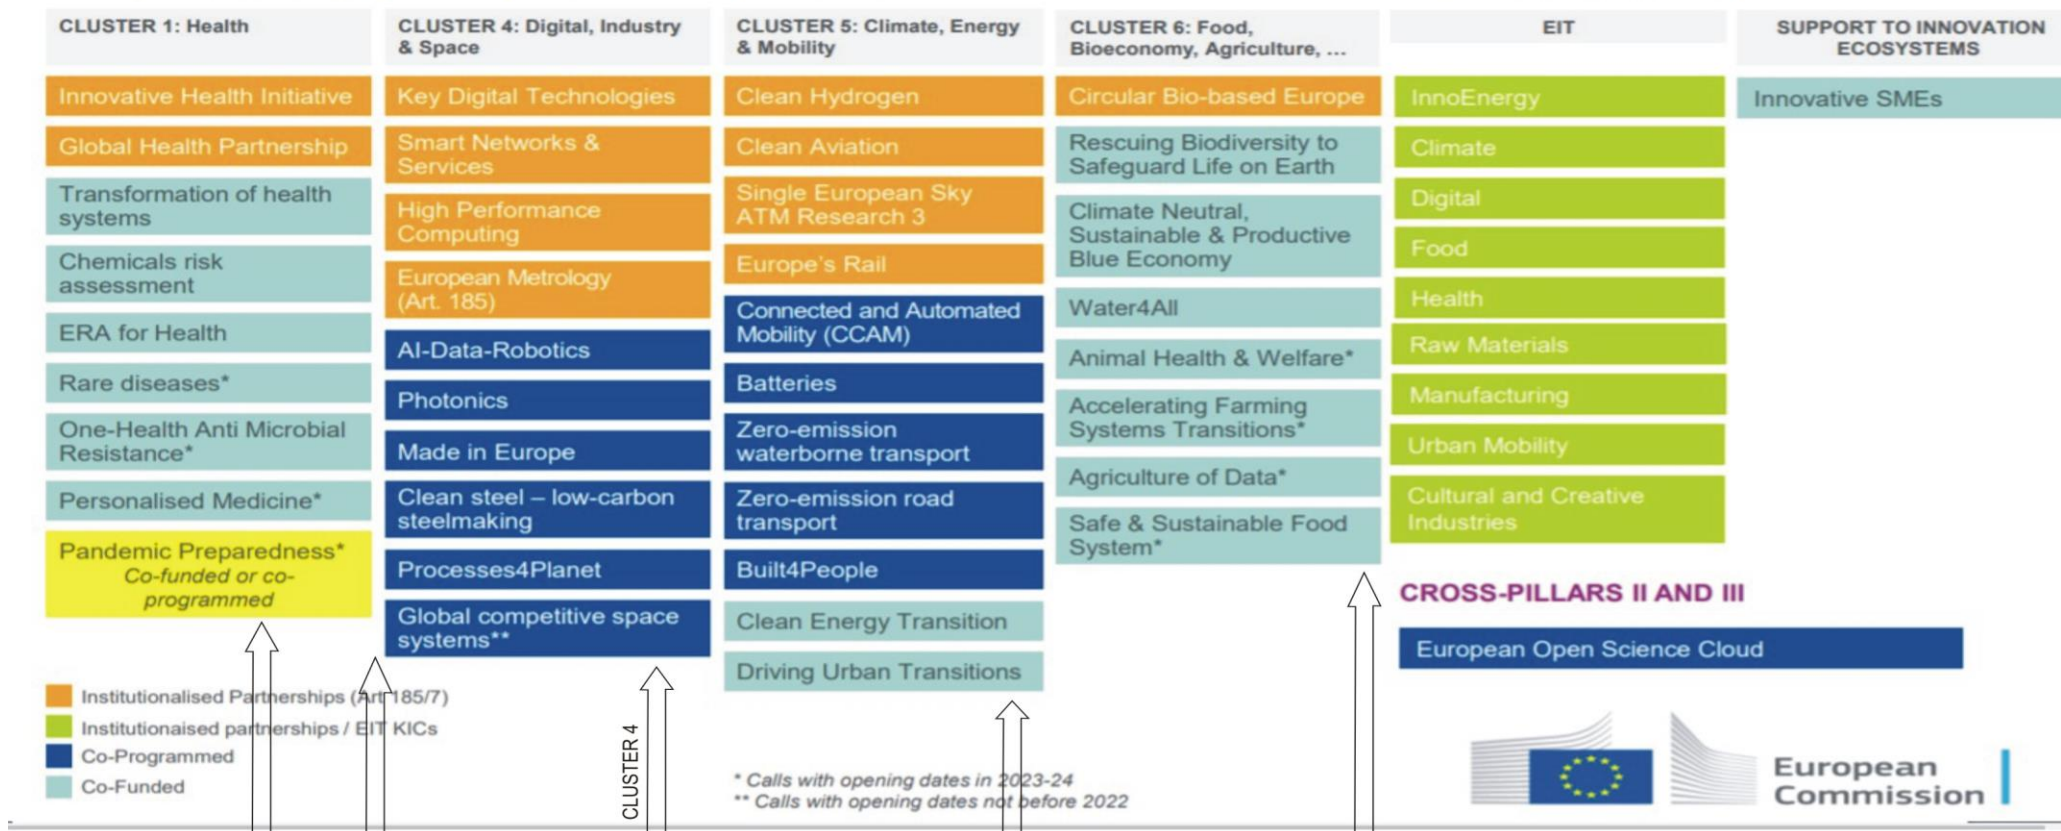 CLUSTER 1: Health
Innovative Health Initiative
Global Health Partnership
Transformation of health
systems
Chemicals risk
assessment
ERA for Health
Rare diseases*
One-Health Anti Microbial
Resistance*
Personalised Medicine*
Pandemic Preparedness*
Co-funded or co-
programmed
CLUSTER 4: Digital, Industry
& Space
Key Digital Technologies
Smart Networks &
Services
High Performance
Computing
European Metrology
(Art. 185)
AI-Data-Robotics
Photonics
Made in Europe
Clean steel – low-carbon
steelmaking
Processes4Planet
Global competitive space
systems**
CLUSTER 5: Climate, Energy
& Mobility
Clean Hydrogen
Clean Aviation
Single European Sky
ATM Research 3
Europe's Rail
Connected and Automated
Mobility (CCAM)
Batteries
Zero-emission
waterborne transport
Zero-emission road
transport
Built4People
Clean Energy Transition
Driving Urban Transitions
CLUSTER 6: Food,
Bioeconomy, Agriculture, ...
Circular Bio-based Europe
Rescuing Biodiversity to
Safeguard Life on Earth
Climate Neutral,
Sustainable & Productive
Blue Economy
Water4All
Animal Health & Welfare*
Accelerating Farming
Systems Transitions*
Agriculture of Data*
Safe & Sustainable Food
System*
EIT
InnoEnergy
Climate
Digital
Food
Health
Raw Materials
Manufacturing
Urban Mobility
Cultural and Creative
Industries
SUPPORT TO INNOVATION
ECOSYSTEMS
Innovative SMEs
CROSS-PILLARS II AND III
European Open Science Cloud
Institutionalised Partnerships (Art 185/7)
Institutionaised partnerships / EIT KICs
Co-Programmed
Co-Funded
CLUSTER 4
* Calls with opening dates in 2023-24
** Calls with opening dates not before 2022
European
Commission